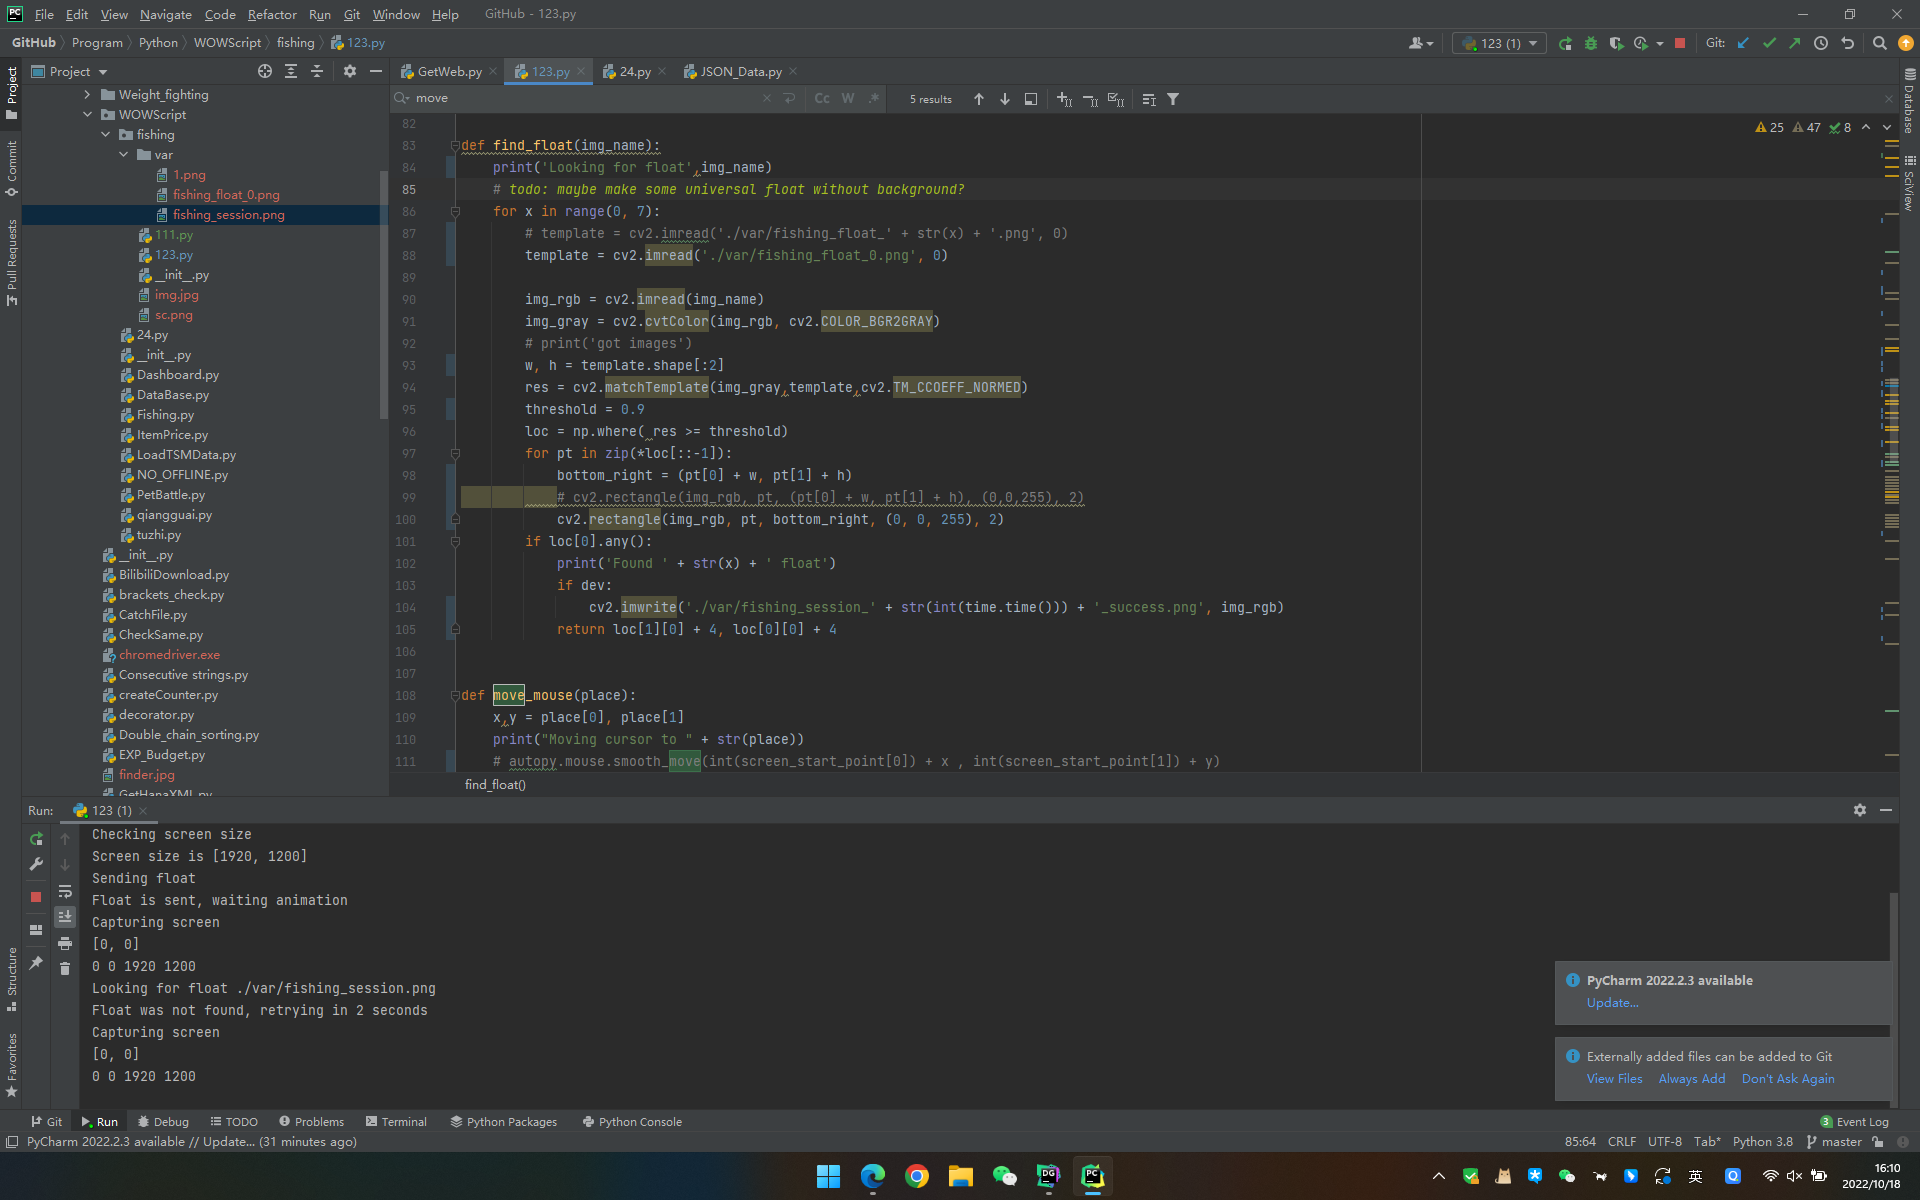 PC File Edit View Navigate Code Refactor Run Git Window Help GitHub - 123.py
GitHub Program Python WOWScript fishing 123.py 123 (1) Git:
Project GetWeb.py 123.py 24.py JSON_Data.py
move Cc W .* 5 results
25 47 8
Weight_fighting
WOWScript
fishing
var
1.png
fishing_float_0.png
fishing_session.png
111.py
123.py
__init__.py
img.jpg
sc.png
24.py
__init__.py
Dashboard.py
DataBase.py
Fishing.py
ItemPrice.py
LoadTSMData.py
NO_OFFLINE.py
PetBattle.py
qiangguai.py
tuzhi.py
__init__.py
BilibiliDownload.py
brackets_check.py
CatchFile.py
CheckSame.py
chromedriver.exe
Consecutive strings.py
createCounter.py
decorator.py
Double_chain_sorting.py
EXP_Budget.py
finder.jpg
GetHanaXML.py
82
83 def find_float(img_name):
84 print('Looking for float',img_name)
85 # todo: maybe make some universal float without background?
86 for x in range(0, 7):
87 # template = cv2.imread('./var/fishing_float_' + str(x) + '.png', 0)
88 template = cv2.imread('./var/fishing_float_0.png', 0)
89
90 img_rgb = cv2.imread(img_name)
91 img_gray = cv2.cvtColor(img_rgb, cv2.COLOR_BGR2GRAY)
92 # print('got images')
93 w, h = template.shape[:2]
94 res = cv2.matchTemplate(img_gray,template,cv2.TM_CCOEFF_NORMED)
95 threshold = 0.9
96 loc = np.where( res >= threshold)
97 for pt in zip(*loc[::-1]):
98 bottom_right = (pt[0] + w, pt[1] + h)
99 # cv2.rectangle(img_rgb, pt, (pt[0] + w, pt[1] + h), (0,0,255), 2)
100 cv2.rectangle(img_rgb, pt, bottom_right, (0, 0, 255), 2)
101 if loc[0].any():
102 print('Found ' + str(x) + ' float')
103 if dev:
104 cv2.imwrite('./var/fishing_session_' + str(int(time.time())) + '_success.png', img_rgb)
105 return loc[1][0] + 4, loc[0][0] + 4
106
107
108 def move_mouse(place):
109 x,y = place[0], place[1]
110 print("Moving cursor to " + str(place))
111 # autopy.mouse.smooth_move(int(screen_start_point[0]) + x , int(screen_start_point[1]) + y)
find_float()
Project
Commit
Pull Requests
Structure
Favorites
Database
SciView
Run: 123 (1)
Checking screen size
Screen size is [1920, 1200]
Sending float
Float is sent, waiting animation
Capturing screen
[0, 0]
0 0 1920 1200
Looking for float ./var/fishing_session.png
Float was not found, retrying in 2 seconds
Capturing screen
[0, 0]
0 0 1920 1200
PyCharm 2022.2.3 available
Update...
Externally added files can be added to Git
View Files Always Add Don't Ask Again
Git Run Debug TODO Problems Terminal Python Packages Python Console 3 Event Log
PyCharm 2022.2.3 available // Update... (31 minutes ago) 85:64 CRLF UTF-8 Tab* Python 3.8 master
DG PC 英 16:10
2022/10/18